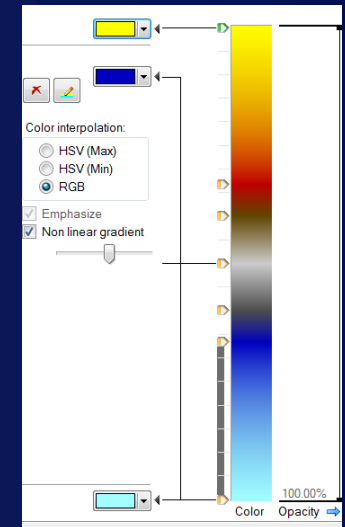 Color interpolation:
HSV (Max)
HSV (Min)
RGB
Emphasize
Non linear gradient
100.00%
Color Opacity